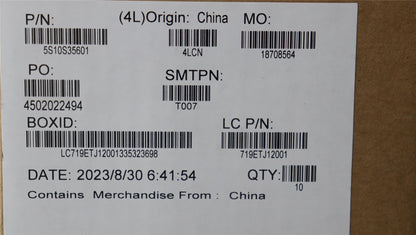 P/N: (4L)Origin: China MO:
5S10S35601 4LCN 18708564
PO: SMTPN:
4502022494 T007
BOXID: LC P/N:
LC719ETJ12001335323698 719ETJ12001
DATE: 2023/8/30 6:41:54 QTY:
10
Contains Merchandise From : China